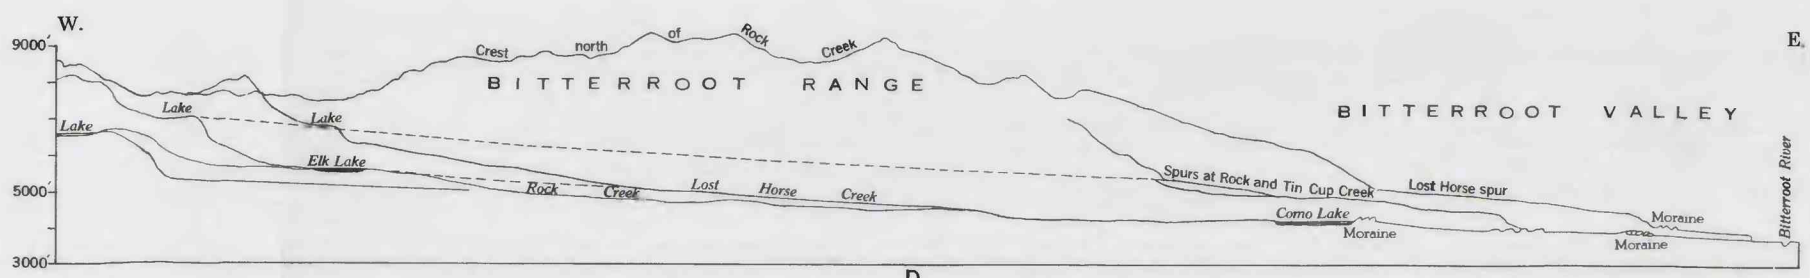 W.
E.
9000'
Crest north of Rock Creek
BITTERROOT RANGE
BITTERROOT VALLEY
Lake
Lake
Lake
Elk Lake
5000'
Rock Creek
Lost Horse Creek
Spurs at Rock and Tin Cup Creek
Lost Horse spur
Como Lake
Moraine
Moraine
Moraine
Bitterroot River
3000'
D